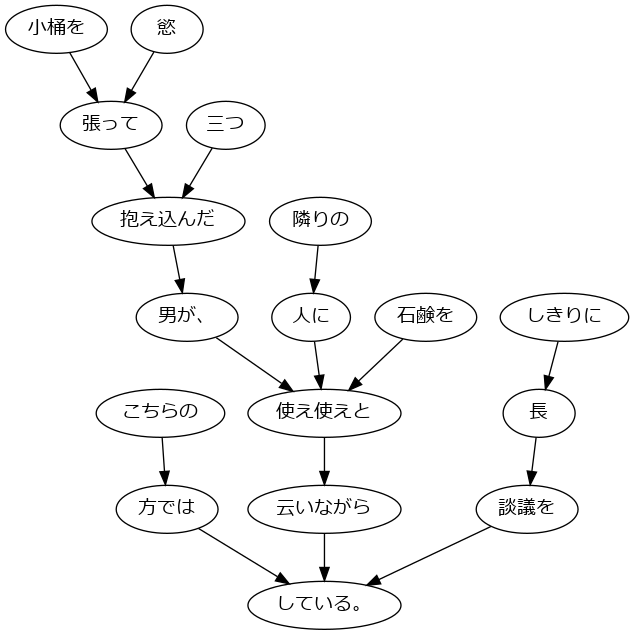 小桶を 慾
張って 三つ
抱え込んだ 隣りの
男が、 人に 石鹸を しきりに
こちらの 使え使えと 長
方では 云いながら 談議を
している。